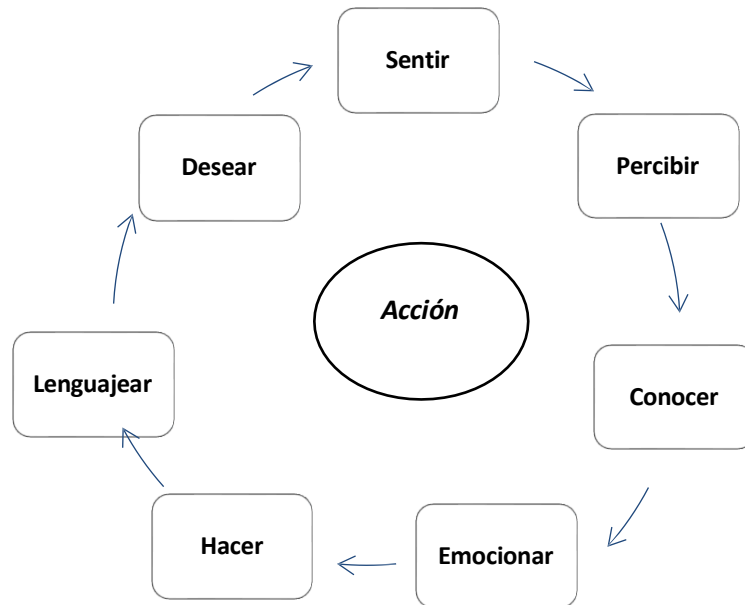 Sentir
Desear
Percibir
Acción
Lenguajear
Conocer
Hacer
Emocionar